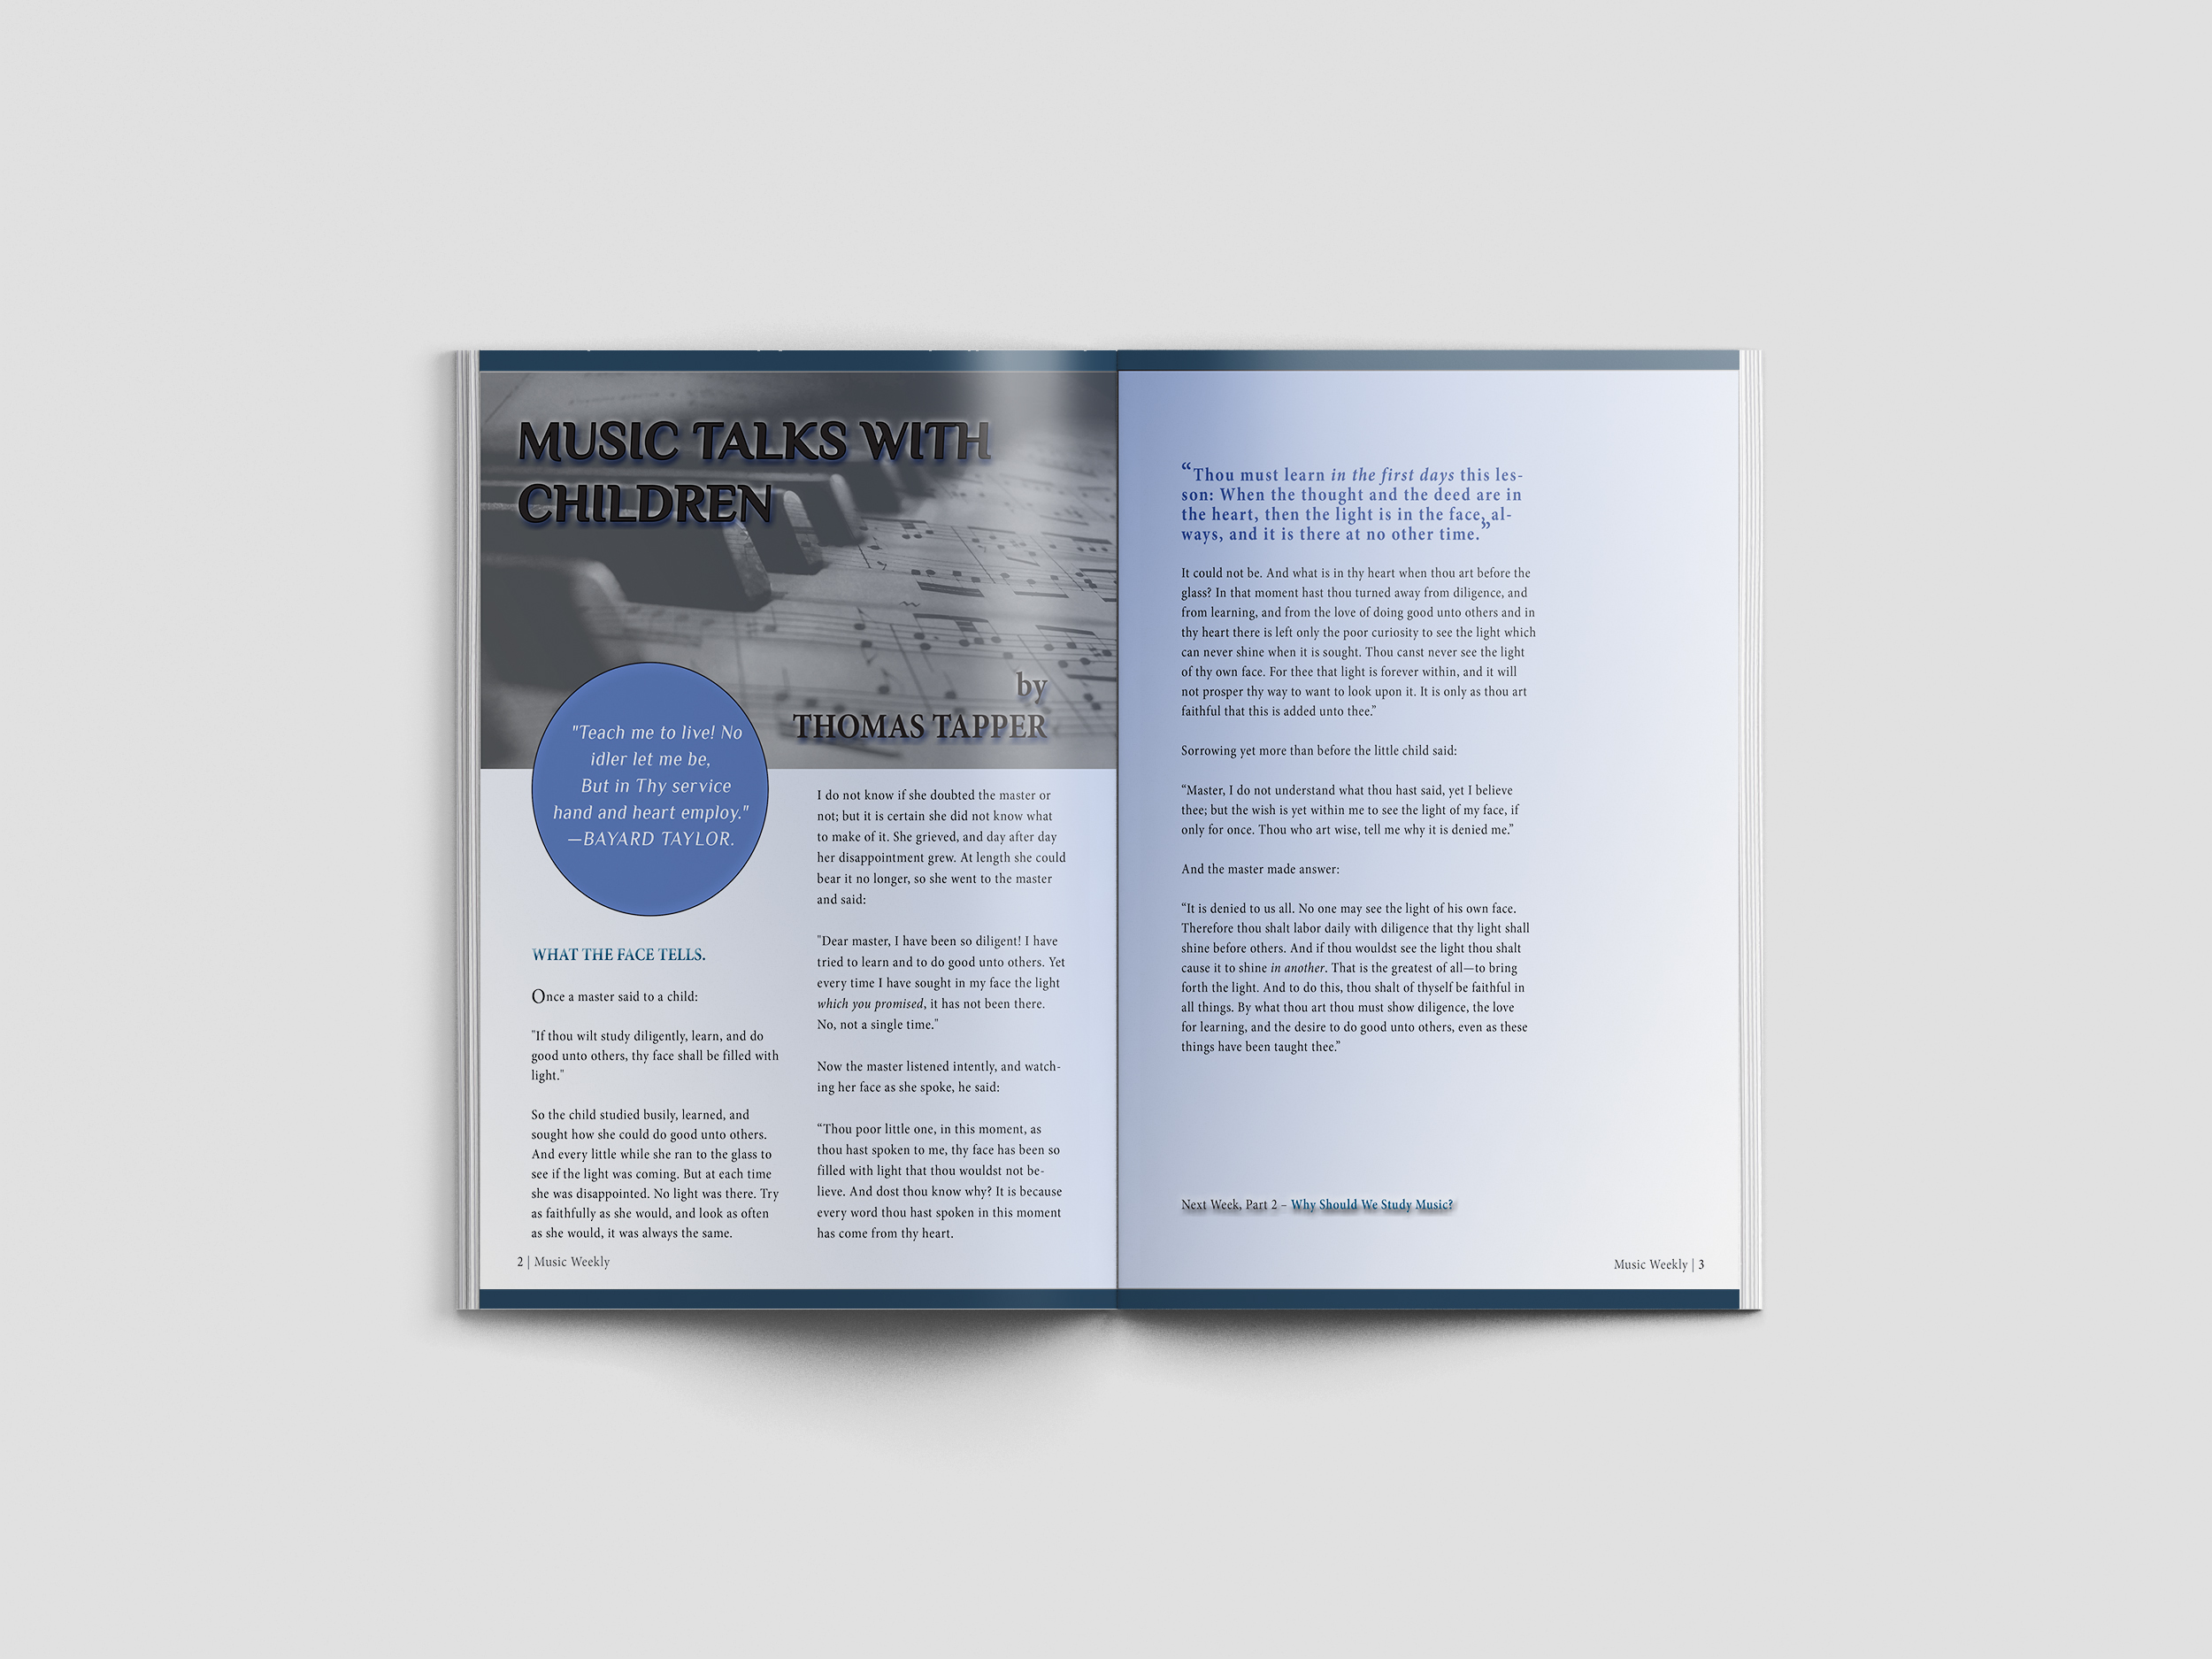 MUSIC TALKS WITH
CHILDREN
by
THOMAS TAPPER
"Teach me to live! No
idler let me be,
But in Thy service
hand and heart employ."
—BAYARD TAYLOR.
WHAT THE FACE TELLS.
Once a master said to a child:
"If thou wilt study diligently, learn, and do
good unto others, thy face shall be filled with
light."
So the child studied busily, learned, and
sought how she could do good unto others.
And every little while she ran to the glass to
see if the light was coming. But at each time
she was disappointed. No light was there. Try
as faithfully as she would, and look as often
as she would, it was always the same.
I do not know if she doubted the master or
not; but it is certain she did not know what
to make of it. She grieved, and day after day
her disappointment grew. At length she could
bear it no longer, so she went to the master
and said:
"Dear master, I have been so diligent! I have
tried to learn and to do good unto others. Yet
every time I have sought in my face the light
which you promised, it has not been there.
No, not a single time."
Now the master listened intently, and watch-
ing her face as she spoke, he said:
“Thou poor little one, in this moment, as
thou hast spoken to me, thy face has been so
filled with light that thou wouldst not be-
lieve. And dost thou know why? It is because
every word thou hast spoken in this moment
has come from thy heart.
2 | Music Weekly
“Thou must learn in the first days this les-
son: When the thought and the deed are in
the heart, then the light is in the face, al-
ways, and it is there at no other time.”
It could not be. And what is in thy heart when thou art before the
glass? In that moment hast thou turned away from diligence, and
from learning, and from the love of doing good unto others and in
thy heart there is left only the poor curiosity to see the light which
can never shine when it is sought. Thou canst never see the light
of thy own face. For thee that light is forever within, and it will
not prosper thy way to want to look upon it. It is only as thou art
faithful that this is added unto thee.”
Sorrowing yet more than before the little child said:
“Master, I do not understand what thou hast said, yet I believe
thee; but the wish is yet within me to see the light of my face, if
only for once. Thou who art wise, tell me why it is denied me.”
And the master made answer:
“It is denied to us all. No one may see the light of his own face.
Therefore thou shalt labor daily with diligence that thy light shall
shine before others. And if thou wouldst see the light thou shalt
cause it to shine in another. That is the greatest of all—to bring
forth the light. And to do this, thou shalt of thyself be faithful in
all things. By what thou art thou must show diligence, the love
for learning, and the desire to do good unto others, even as these
things have been taught thee.”
Next Week, Part 2 – Why Should We Study Music?
Music Weekly | 3